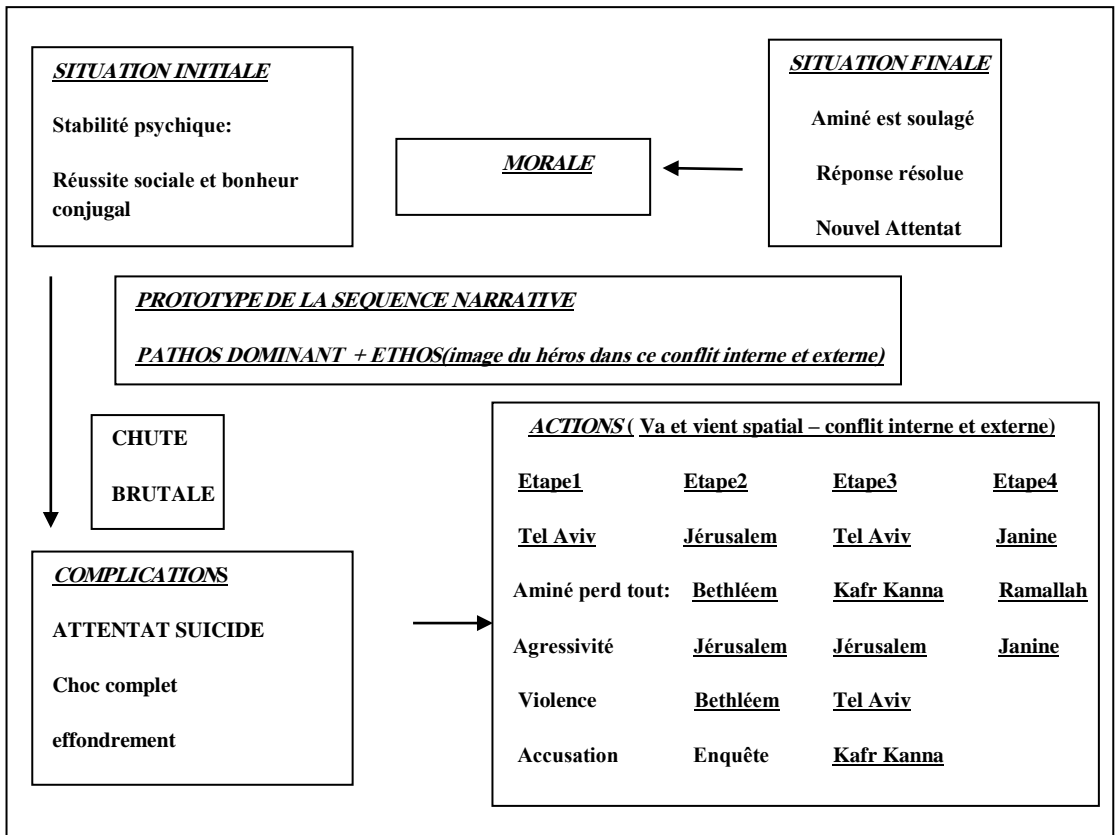 SITUATION INITIALE
Stabilité psychique:
Réussite sociale et bonheur
conjugal
SITUATION FINALE
Aminé est soulagé
Réponse résolue
Nouvel Attentat
MORALE
PROTOTYPE DE LA SEQUENCE NARRATIVE
PATHOS DOMINANT + ETHOS(image du héros dans ce conflit interne et externe)
CHUTE
BRUTALE
COMPLICATIONS
ATTENTAT SUICIDE
Choc complet
effondrement
ACTIONS ( Va et vient spatial – conflit interne et externe)
Etape1 Etape2 Etape3 Etape4
Tel Aviv Jérusalem Tel Aviv Janine
Aminé perd tout: Bethléem Kafr Kanna Ramallah
Agressivité Jérusalem Jérusalem Janine
Violence Bethléem Tel Aviv
Accusation Enquête Kafr Kanna